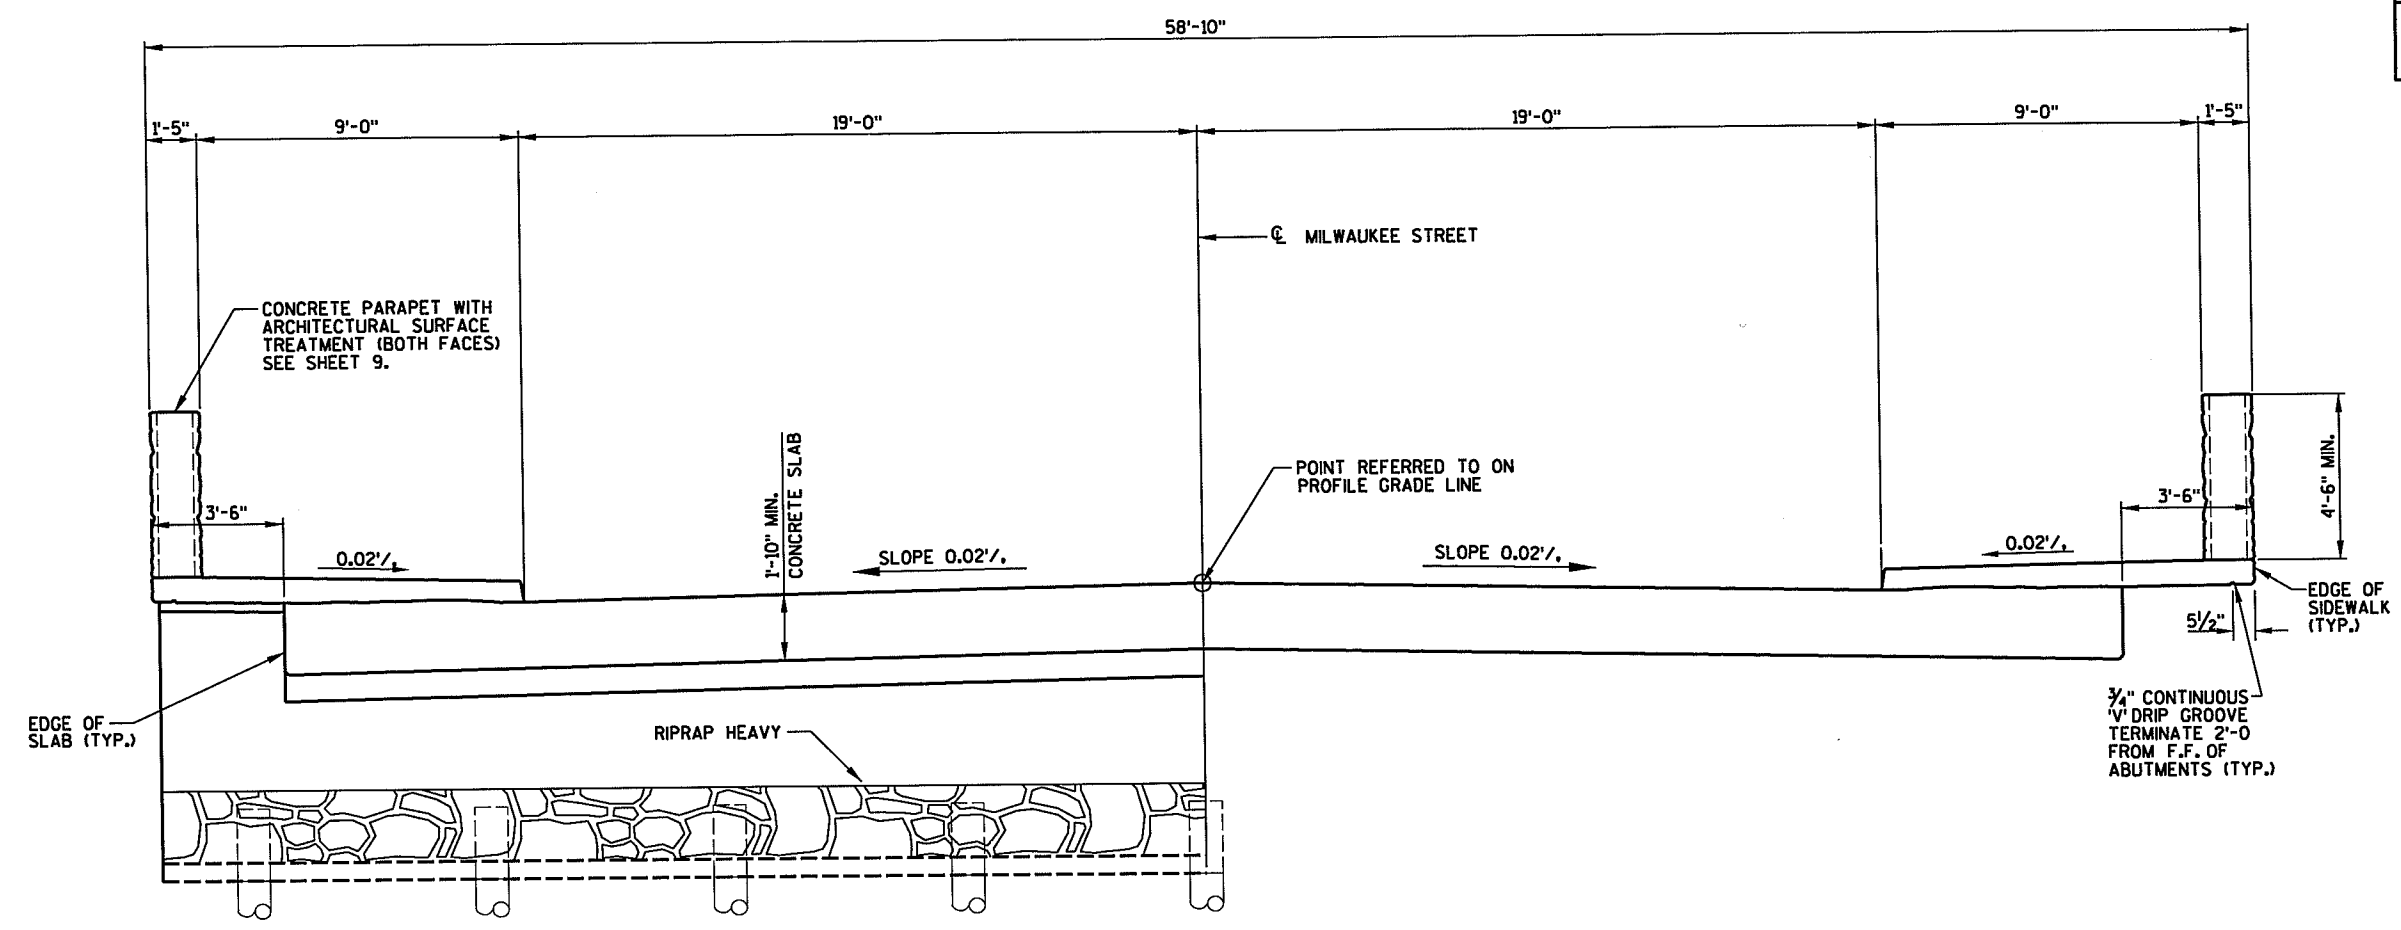 58'-10"
1'-5"
9'-0"
19'-0"
19'-0"
9'-0"
1'-5"
℄ MILWAUKEE STREET
CONCRETE PARAPET WITH
ARCHITECTURAL SURFACE
TREATMENT (BOTH FACES)
SEE SHEET 9.
1'-10" MIN.
CONCRETE SLAB
POINT REFERRED TO ON
PROFILE GRADE LINE
4'-6" MIN.
3'-6"
3'-6"
0.02'/,
SLOPE 0.02'/,
SLOPE 0.02'/,
0.02'/,
EDGE OF
SIDEWALK
(TYP.)
5½"
EDGE OF
SLAB (TYP.)
RIPRAP HEAVY
¾" CONTINUOUS
'V' DRIP GROOVE
TERMINATE 2'-0
FROM F.F. OF
ABUTMENTS (TYP.)